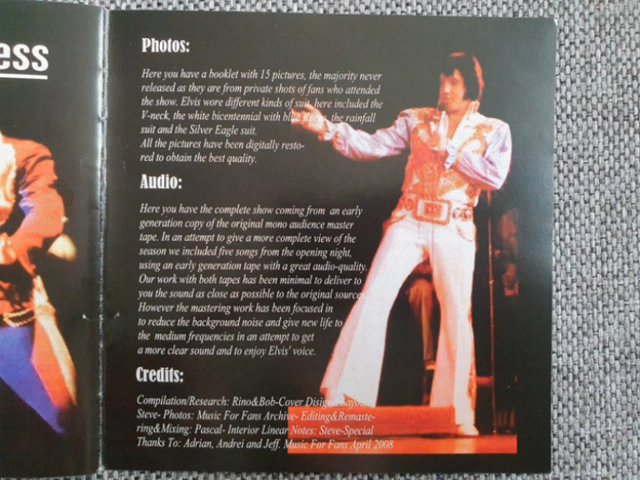 ess
Photos:
Here you have a booklet with 15 pictures, the majority never
released as they are from private shots of fans who attended
the show. Elvis wore different kinds of suit, here included the
V-neck, the white bicentennial with the rainfall
suit and the Silver Eagle suit.
All the pictures have been digitally resto-
red to obtain the best quality.
Audio:
Here you have the complete show coming from an early
generation copy of the original mono audience master
tape. In an attempt to give a more complete view of the
season we included five songs from the opening night,
using an early generation tape with a great audio-quality.
Our work with both tapes has been minimal to deliver to
you the sound as close as possible to the original source.
However the mastering work has been focused in
to reduce the background noise and give new life to
the medium frequencies in an attempt to get
a more clear sound and to enjoy Elvis' voice.
Credits:
Compilation/Research: Rino&Bob-Cover
Steve- Photos: Music For Fans Archive- Editing&Remaste-
ring&Mixing: Pascal- Interior Linear Notes: Steve-Special
Thanks To: Adrian, Andrei and Jeff. Music For Fans April 2008